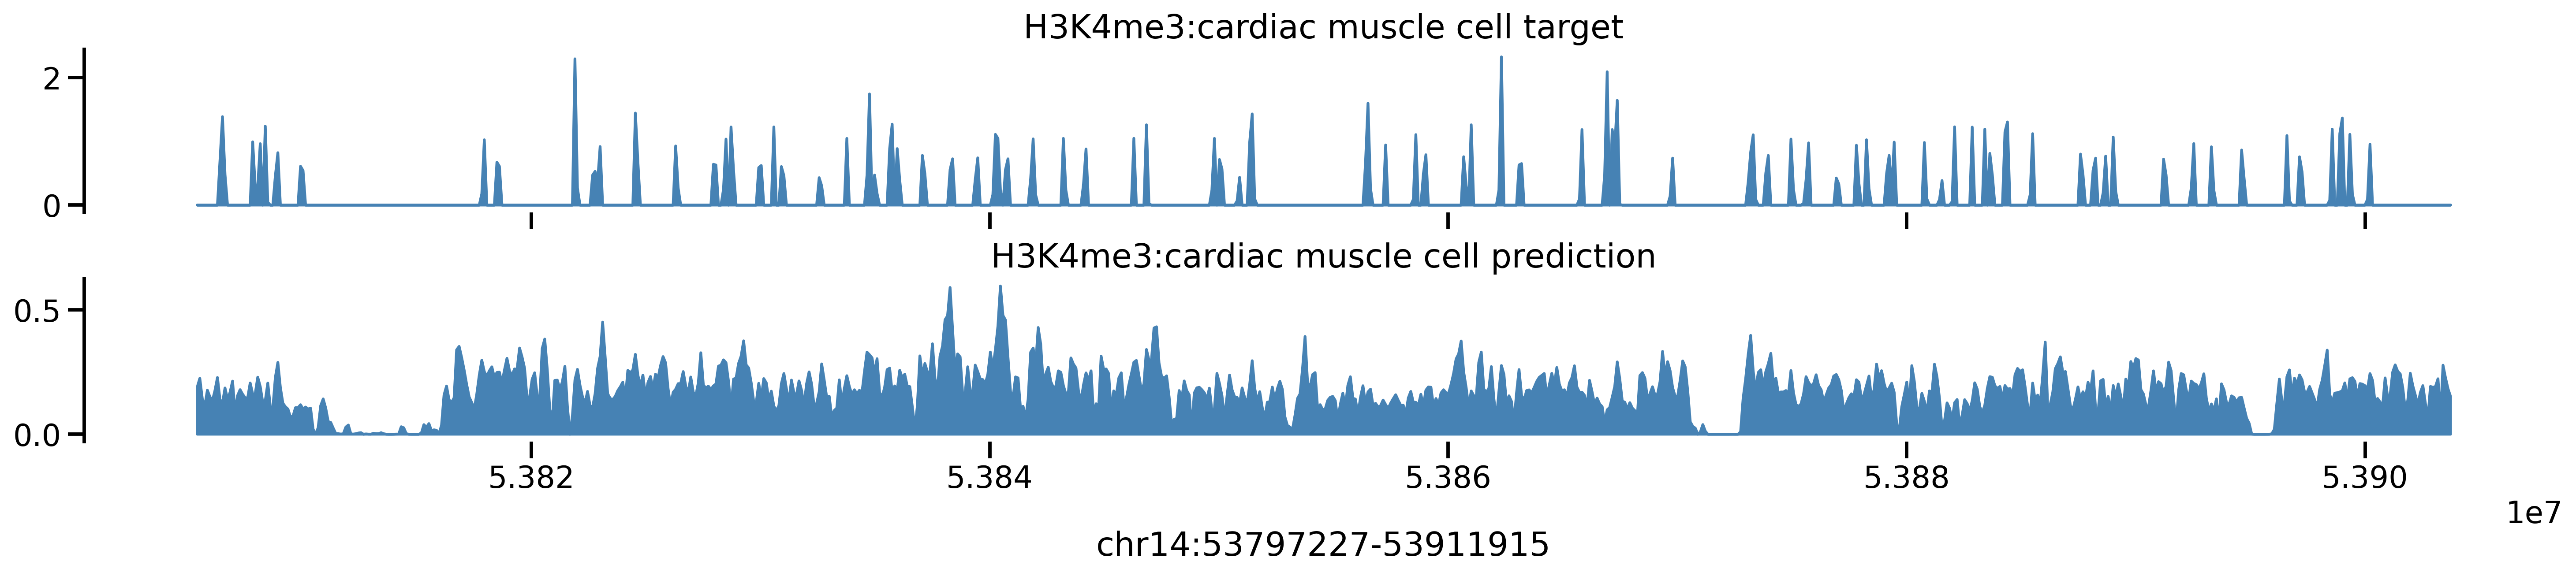 H3K4me3:cardiac muscle cell target
2
0
H3K4me3:cardiac muscle cell prediction
0.5
0.0
5.382 5.384 5.386 5.388 5.390
1e7
chr14:53797227-53911915